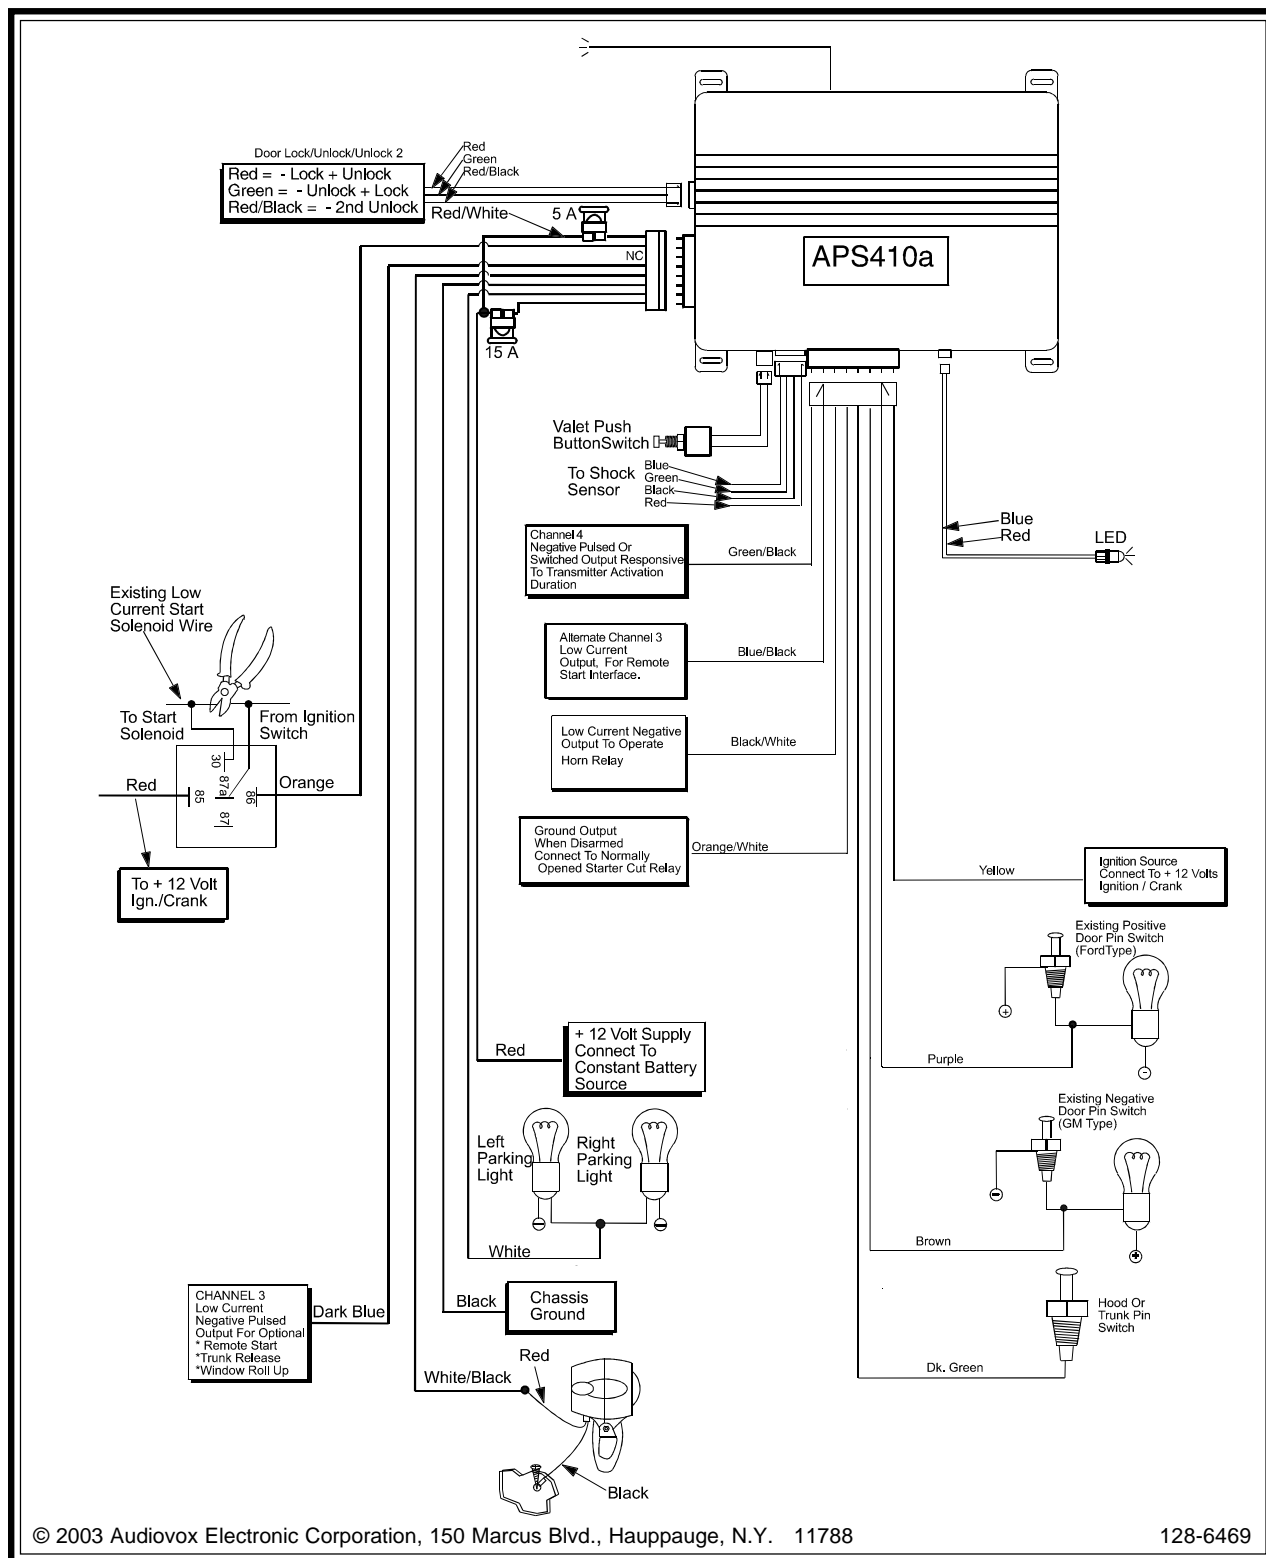 Door Lock/Unlock/Unlock 2
Red = - Lock + Unlock
Green = - Unlock + Lock
Red/Black = - 2nd Unlock
Red
Green
Red/Black
Red/White
5 A
NC
15 A
APS410a
Valet Push
ButtonSwitch
To Shock
Sensor
Blue
Green
Black
Red
Blue
Red
LED
Channel 4
Negative Pulsed Or
Switched Output Responsive
To Transmitter Activation
Duration
Green/Black
Alternate Channel 3
Low Current
Output, For Remote
Start Interface.
Blue/Black
Low Current Negative
Output To Operate
Horn Relay
Black/White
Ground Output
When Disarmed
Connect To Normally
Opened Starter Cut Relay
Orange/White
Existing Low
Current Start
Solenoid Wire
To Start
Solenoid
From Ignition
Switch
30
87a
85
86
87
Red
Orange
To + 12 Volt
Ign./Crank
Yellow
Ignition Source
Connect To + 12 Volts
Ignition / Crank
Existing Positive
Door Pin Switch
(FordType)
+
-
Purple
Red
+ 12 Volt Supply
Connect To
Constant Battery
Source
Existing Negative
Door Pin Switch
(GM Type)
-
+
Brown
Left
Parking
Light
Right
Parking
Light
-
-
White
CHANNEL 3
Low Current
Negative Pulsed
Output For Optional
* Remote Start
*Trunk Release
*Window Roll Up
Dark Blue
Black
Chassis
Ground
Hood Or
Trunk Pin
Switch
Dk. Green
White/Black
Red
Black
© 2003 Audiovox Electronic Corporation, 150 Marcus Blvd., Hauppauge, N.Y. 11788
128-6469